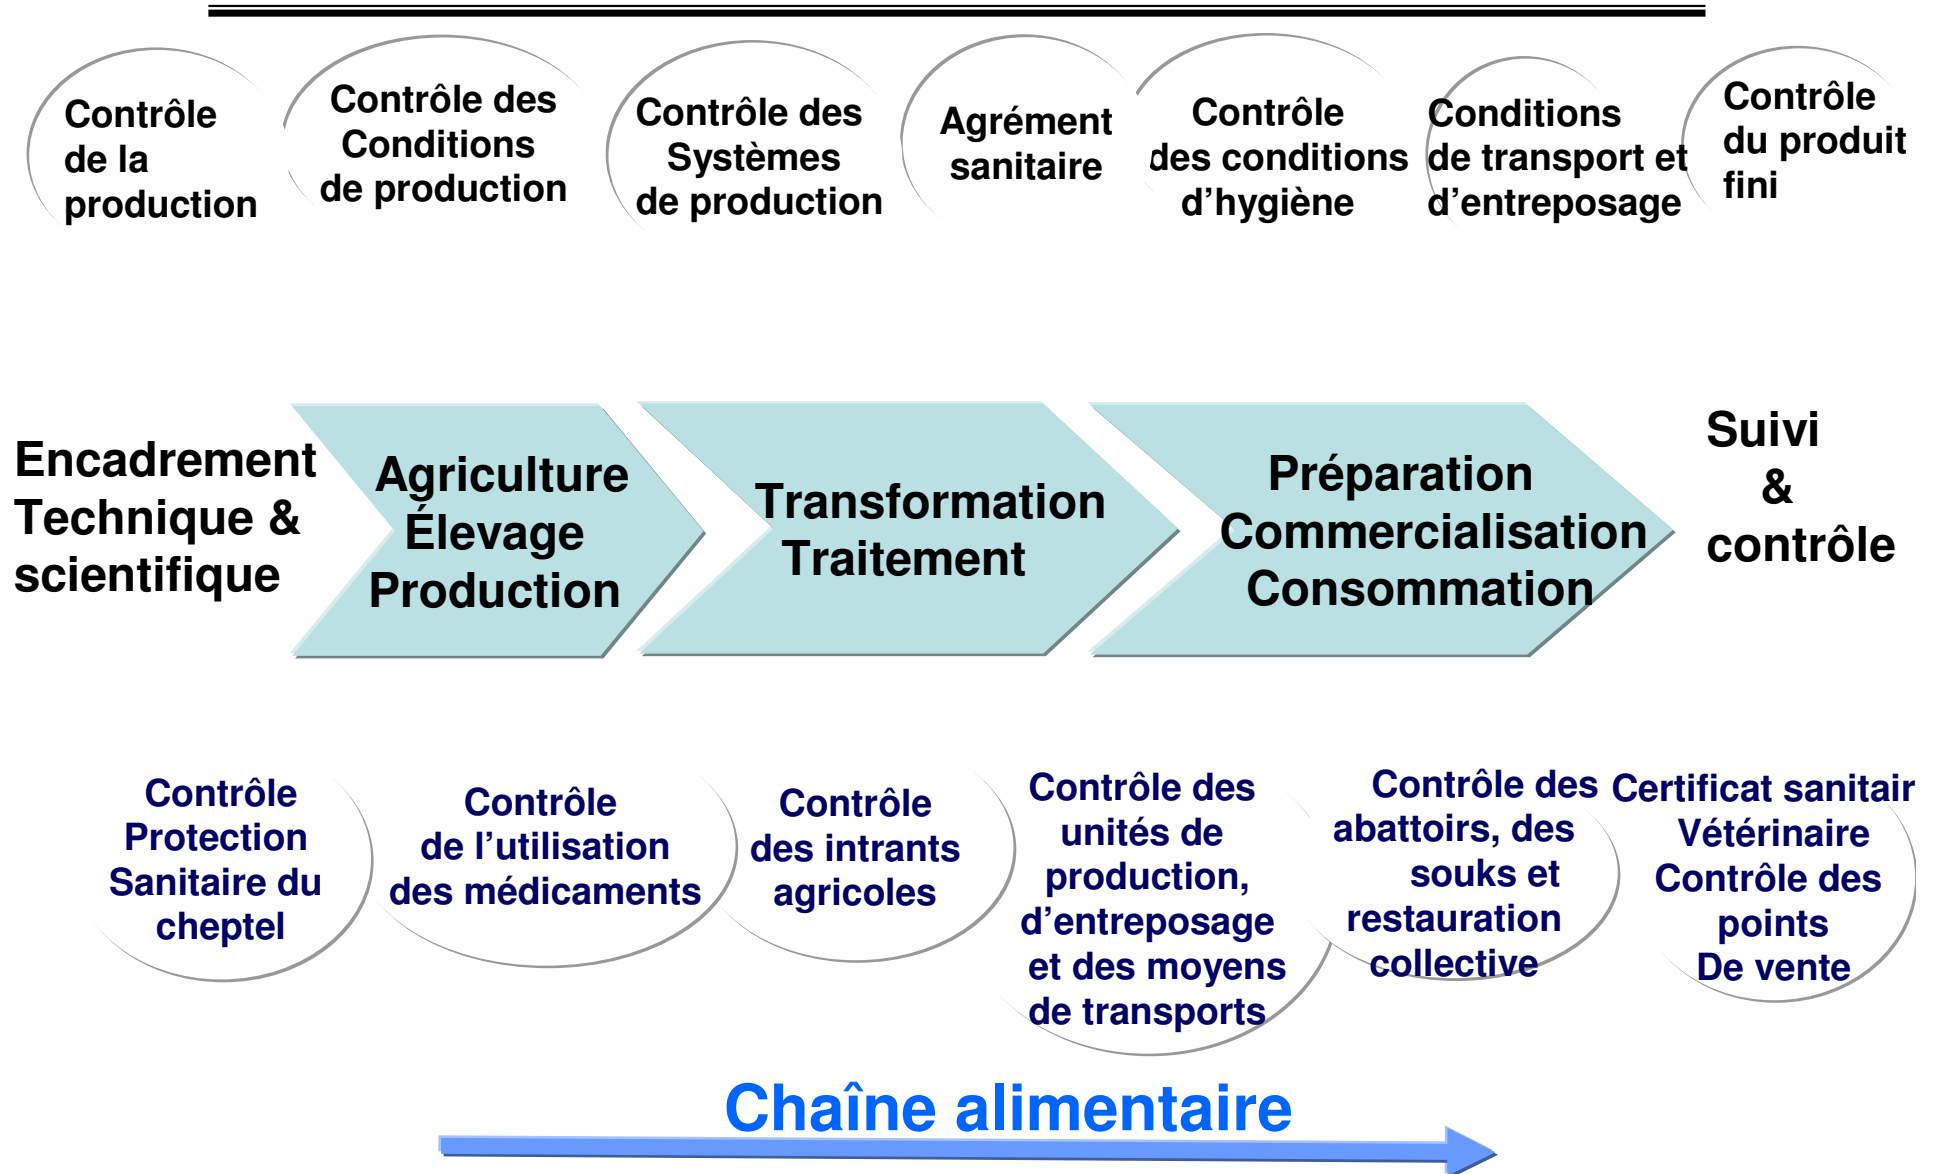 Contrôle
de la
production
Contrôle des
Conditions
de production
Contrôle des
Systèmes
de production
Agrément
sanitaire
Contrôle
des conditions
d’hygiène
Conditions
de transport et
d’entreposage
Contrôle
du produit
fini
Encadrement
Technique &
scientifique
Agriculture
Élevage
Production
Transformation
Traitement
Préparation
Commercialisation
Consommation
Suivi
&
contrôle
Contrôle
Protection
Sanitaire du
cheptel
Contrôle
de l’utilisation
des médicaments
Contrôle
des intrants
agricoles
Contrôle des
unités de
production,
d’entreposage
et des moyens
de transports
Contrôle des
abattoirs, des
souks et
restauration
collective
Certificat sanitair
Vétérinaire
Contrôle des
points
De vente
Chaîne alimentaire